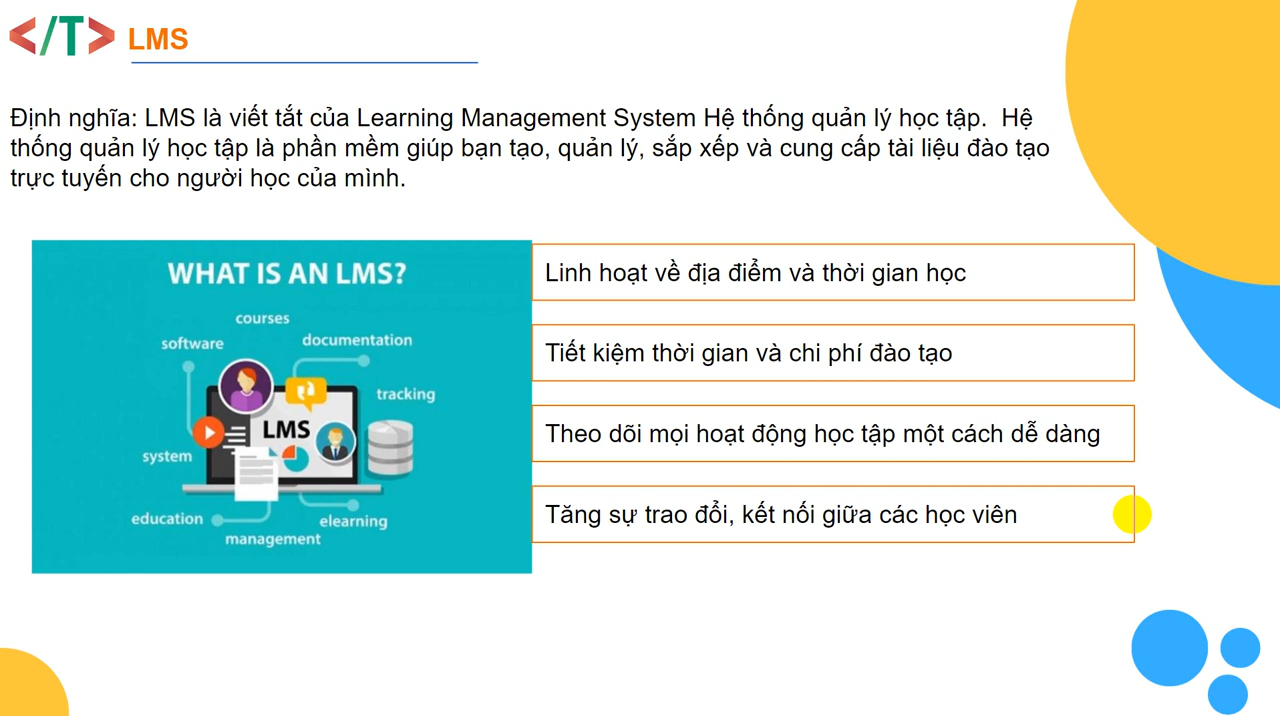 </T> LMS
Định nghĩa: LMS là viết tắt của Learning Management System Hệ thống quản lý học tập.  Hệ
thống quản lý học tập là phần mềm giúp bạn tạo, quản lý, sắp xếp và cung cấp tài liệu đào tạo
trực tuyến cho người học của mình.
WHAT IS AN LMS?
courses
software
documentation
tracking
LMS
system
education
elearning
management
Linh hoạt về địa điểm và thời gian học
Tiết kiệm thời gian và chi phí đào tạo
Theo dõi mọi hoạt động học tập một cách dễ dàng
Tăng sự trao đổi, kết nối giữa các học viên